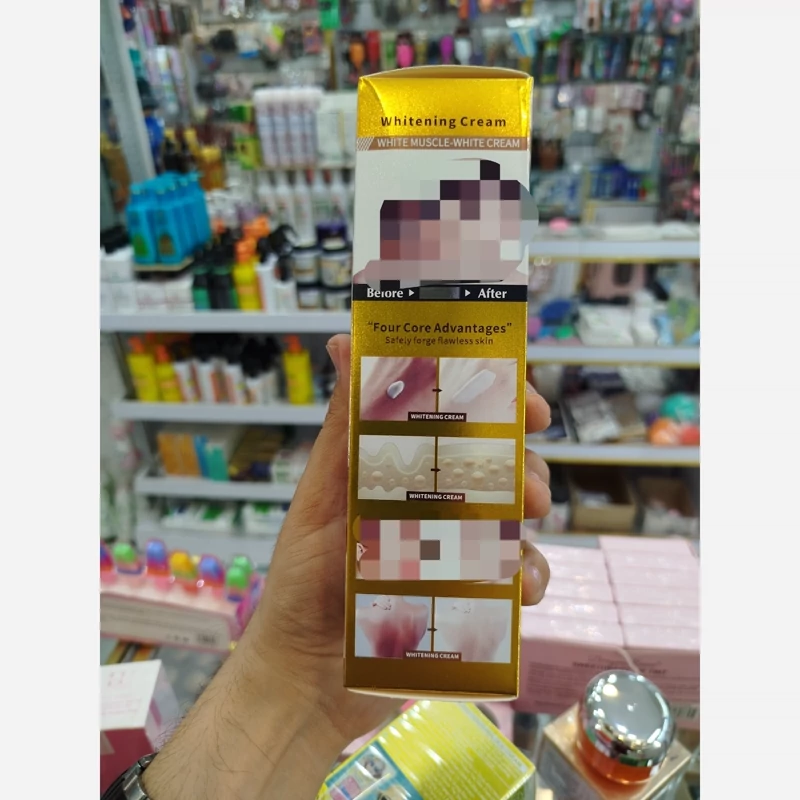 Whitening Cream
WHITE MUSCLE-WHITE CREAM
Before After
“Four Core Advantages”
Safely forge flawless skin
WHITENING CREAM
WHITENING CREAM
WHITENING CREAM